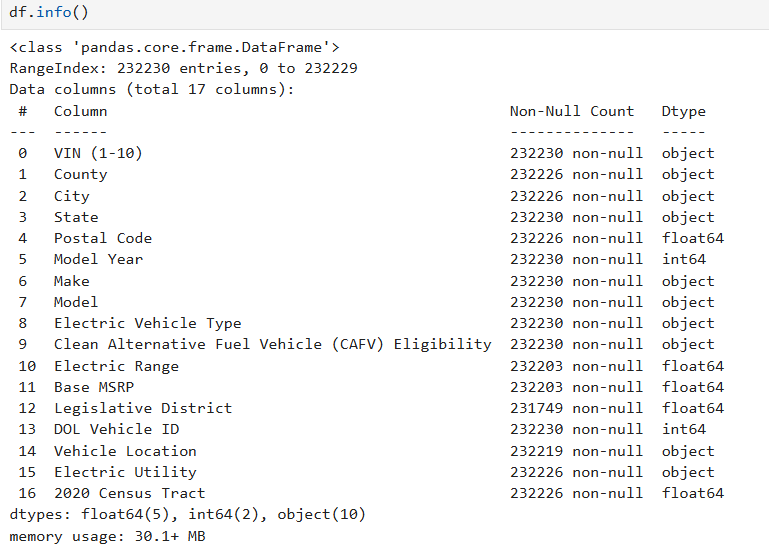 df.info()
<class 'pandas.core.frame.DataFrame'>
RangeIndex: 232230 entries, 0 to 232229
Data columns (total 17 columns):
 #   Column                                             Non-Null Count   Dtype
---  ------                                             --------------   -----
 0   VIN (1-10)                                         232230 non-null  object
 1   County                                             232226 non-null  object
 2   City                                               232226 non-null  object
 3   State                                              232230 non-null  object
 4   Postal Code                                        232226 non-null  float64
 5   Model Year                                         232230 non-null  int64
 6   Make                                               232230 non-null  object
 7   Model                                              232230 non-null  object
 8   Electric Vehicle Type                              232230 non-null  object
 9   Clean Alternative Fuel Vehicle (CAFV) Eligibility  232230 non-null  object
 10  Electric Range                                     232203 non-null  float64
 11  Base MSRP                                          232203 non-null  float64
 12  Legislative District                               231749 non-null  float64
 13  DOL Vehicle ID                                     232230 non-null  int64
 14  Vehicle Location                                   232219 non-null  object
 15  Electric Utility                                   232226 non-null  object
 16  2020 Census Tract                                  232226 non-null  float64
dtypes: float64(5), int64(2), object(10)
memory usage: 30.1+ MB